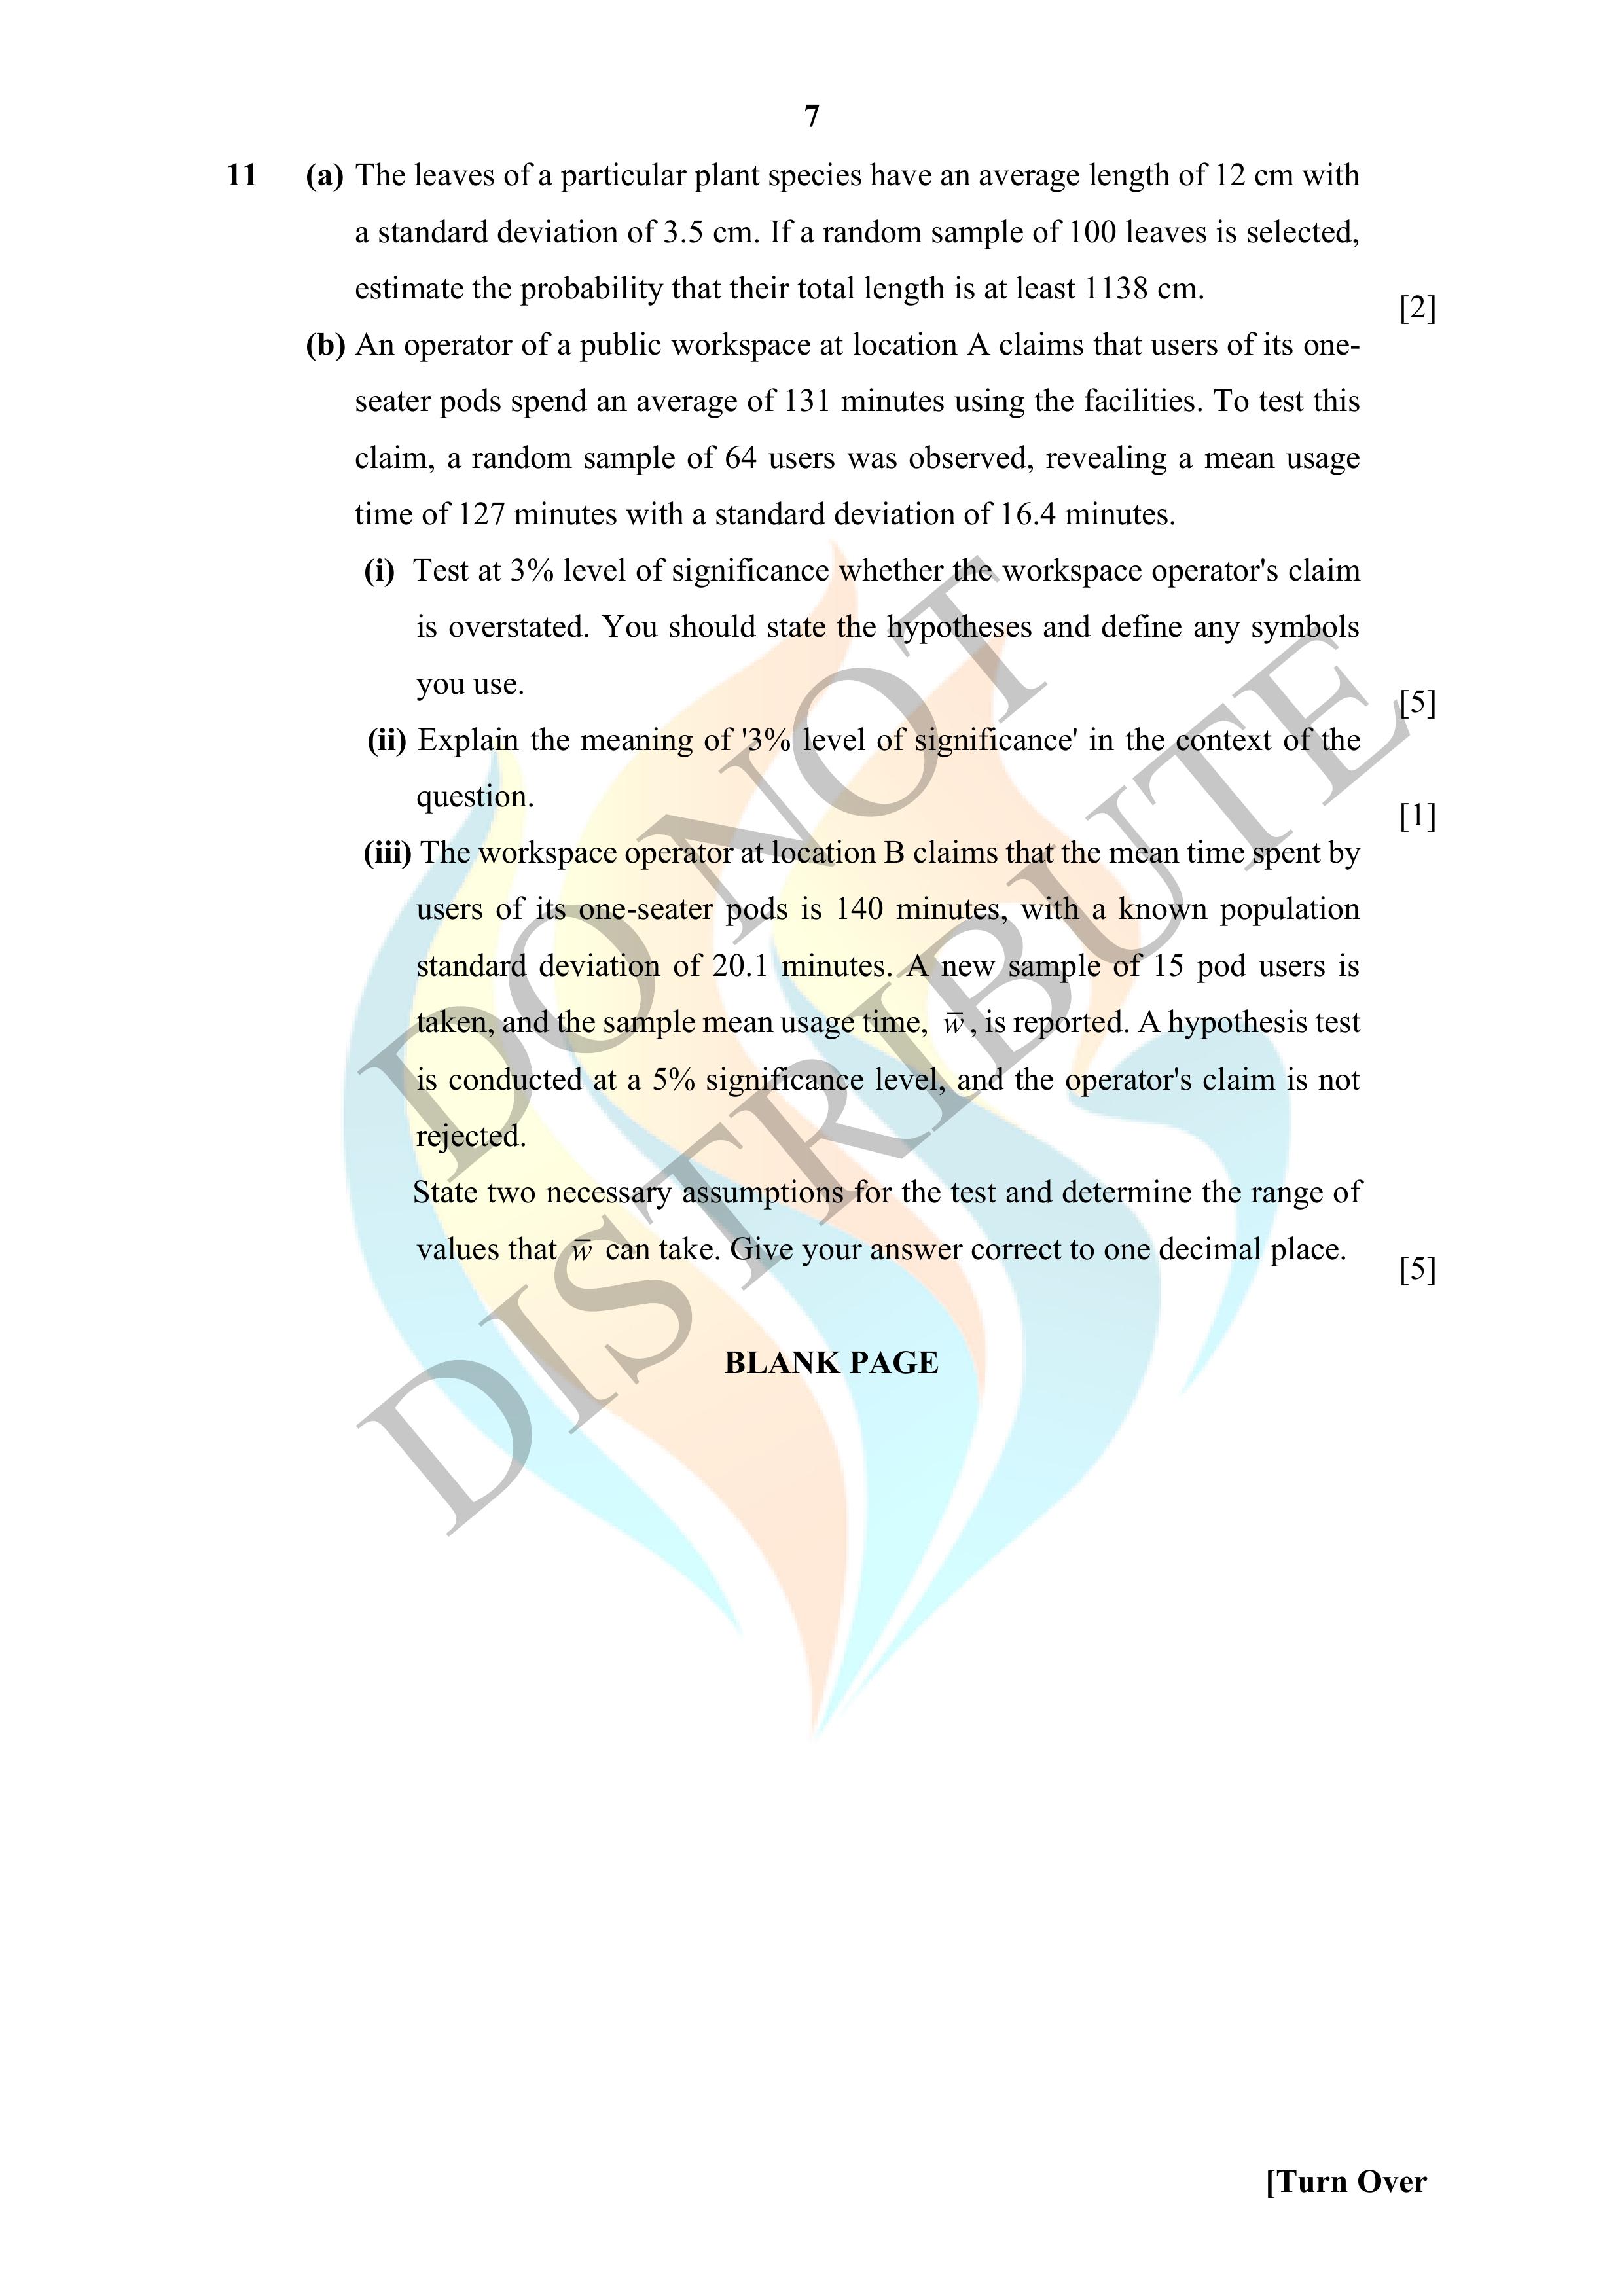 7
11 (a) The leaves of a particular plant species have an average length of 12 cm with
a standard deviation of 3.5 cm. If a random sample of 100 leaves is selected,
estimate the probability that their total length is at least 1138 cm.
[2]
(b) An operator of a public workspace at location A claims that users of its one-
seater pods spend an average of 131 minutes using the facilities. To test this
claim, a random sample of 64 users was observed, revealing a mean usage
time of 127 minutes with a standard deviation of 16.4 minutes.
(i) Test at 3% level of significance whether the workspace operator's claim
is overstated. You should state the hypotheses and define any symbols
you use.
[5]
(ii) Explain the meaning of '3% level of significance' in the context of the
question.
[1]
(iii) The workspace operator at location B claims that the mean time spent by
users of its one-seater pods is 140 minutes, with a known population
standard deviation of 20.1 minutes. A new sample of 15 pod users is
taken, and the sample mean usage time, w̅, is reported. A hypothesis test
is conducted at a 5% significance level, and the operator's claim is not
rejected.
State two necessary assumptions for the test and determine the range of
values that w̅ can take. Give your answer correct to one decimal place.
[5]
BLANK PAGE
DO NOT
DISTRIBUTE
[Turn Over